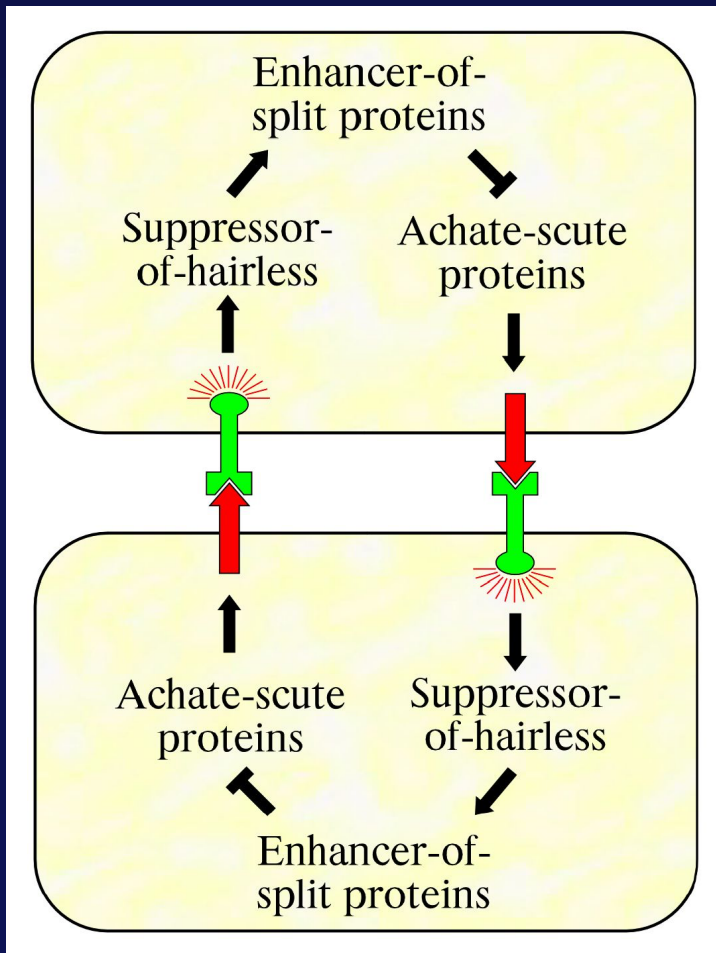 Enhancer-of-
split proteins
Suppressor-
of-hairless
Achate-scute
proteins
Achate-scute
proteins
Suppressor-
of-hairless
Enhancer-of-
split proteins